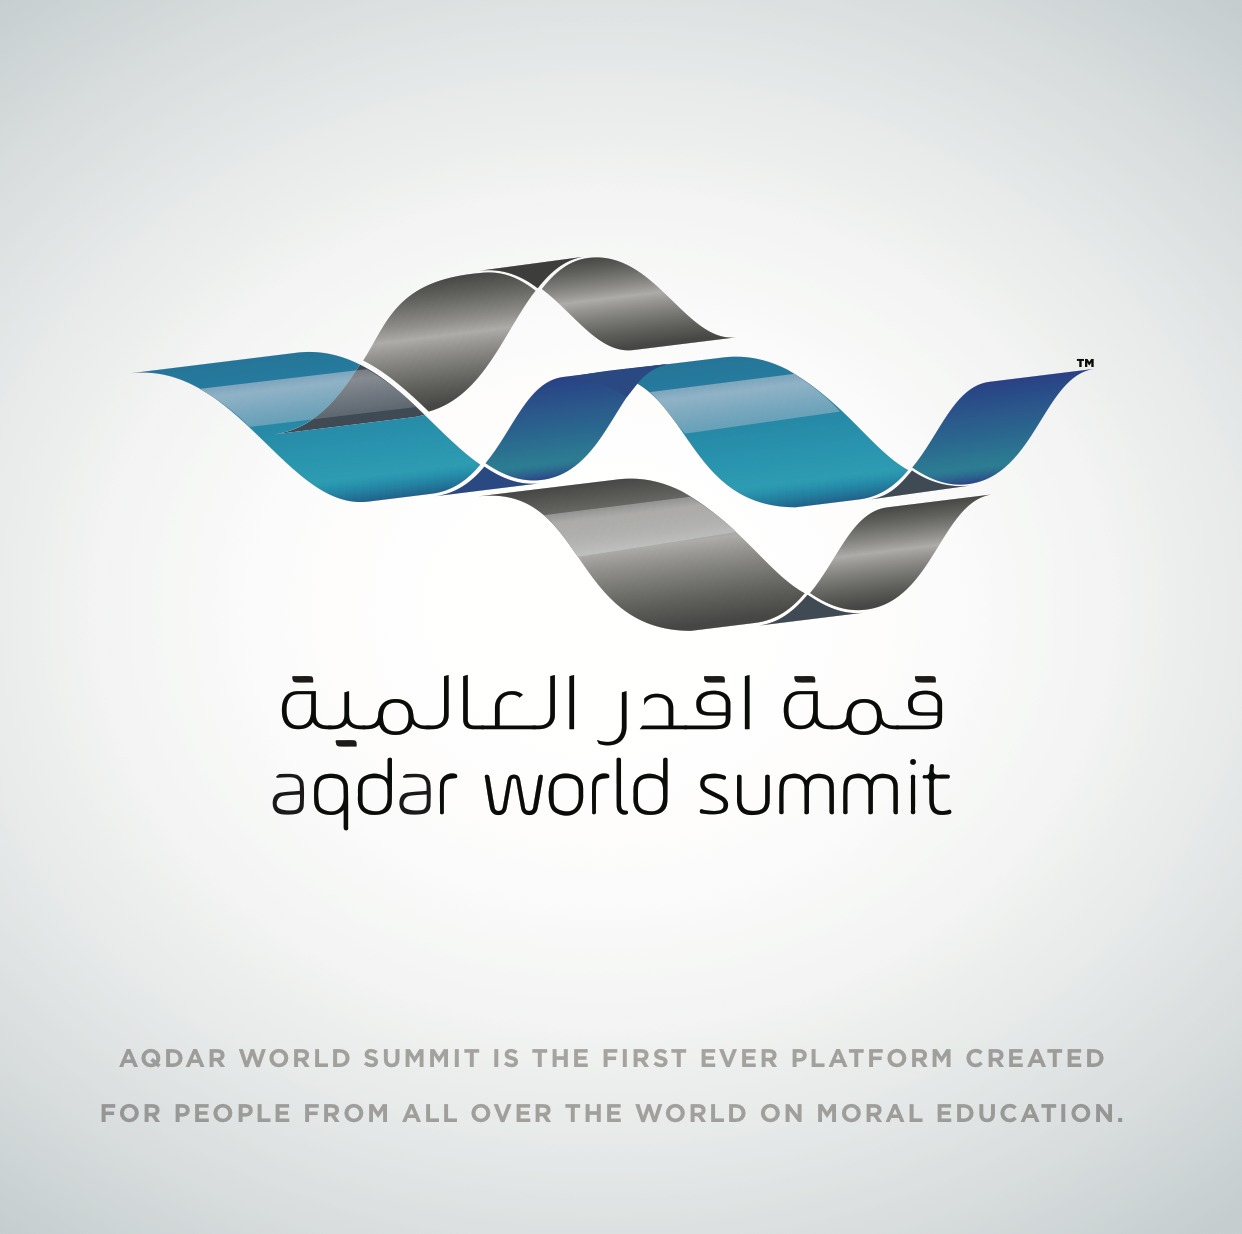 ™
قمة اقدر العالمية
aqdar world summit
AQDAR WORLD SUMMIT IS THE FIRST EVER PLATFORM CREATED
FOR PEOPLE FROM ALL OVER THE WORLD ON MORAL EDUCATION.